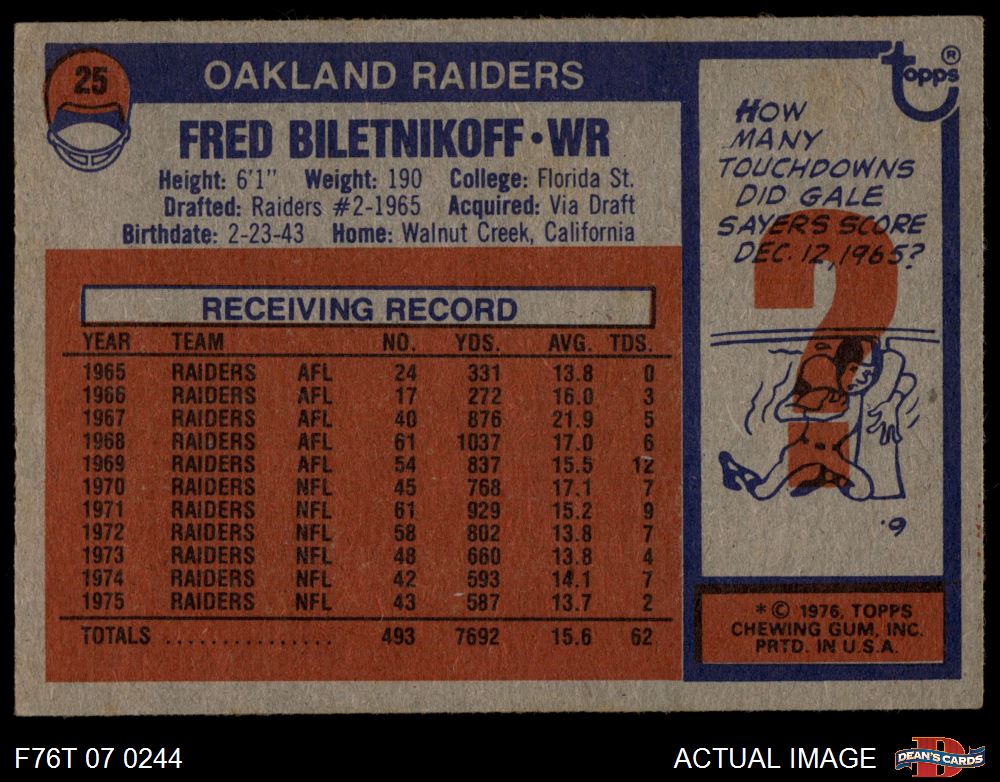 25
OAKLAND RAIDERS
FRED BILETNIKOFF•WR
Height: 6'1" Weight: 190 College: Florida St.
Drafted: Raiders #2-1965 Acquired: Via Draft
Birthdate: 2-23-43 Home: Walnut Creek, California
RECEIVING RECORD
YEAR TEAM NO. YDS. AVG. TDS.
1965 RAIDERS AFL 24 331 13.8 0
1966 RAIDERS AFL 17 272 16.0 3
1967 RAIDERS AFL 40 876 21.9 5
1968 RAIDERS AFL 61 1037 17.0 6
1969 RAIDERS AFL 54 837 15.5 12
1970 RAIDERS NFL 45 768 17.1 7
1971 RAIDERS NFL 61 929 15.2 9
1972 RAIDERS NFL 58 802 13.8 7
1973 RAIDERS NFL 48 660 13.8 4
1974 RAIDERS NFL 42 593 14.1 7
1975 RAIDERS NFL 43 587 13.7 2
TOTALS ................ 493 7692 15.6 62
topps®
HOW
MANY
TOUCHDOWNS
DID GALE
SAYERS SCORE
DEC. 12, 1965?
?
'9
* © 1976, TOPPS
CHEWING GUM, INC.
PRTD. IN U.S.A.
F76T 07 0244
ACTUAL IMAGE
D
DEAN'S CARDS